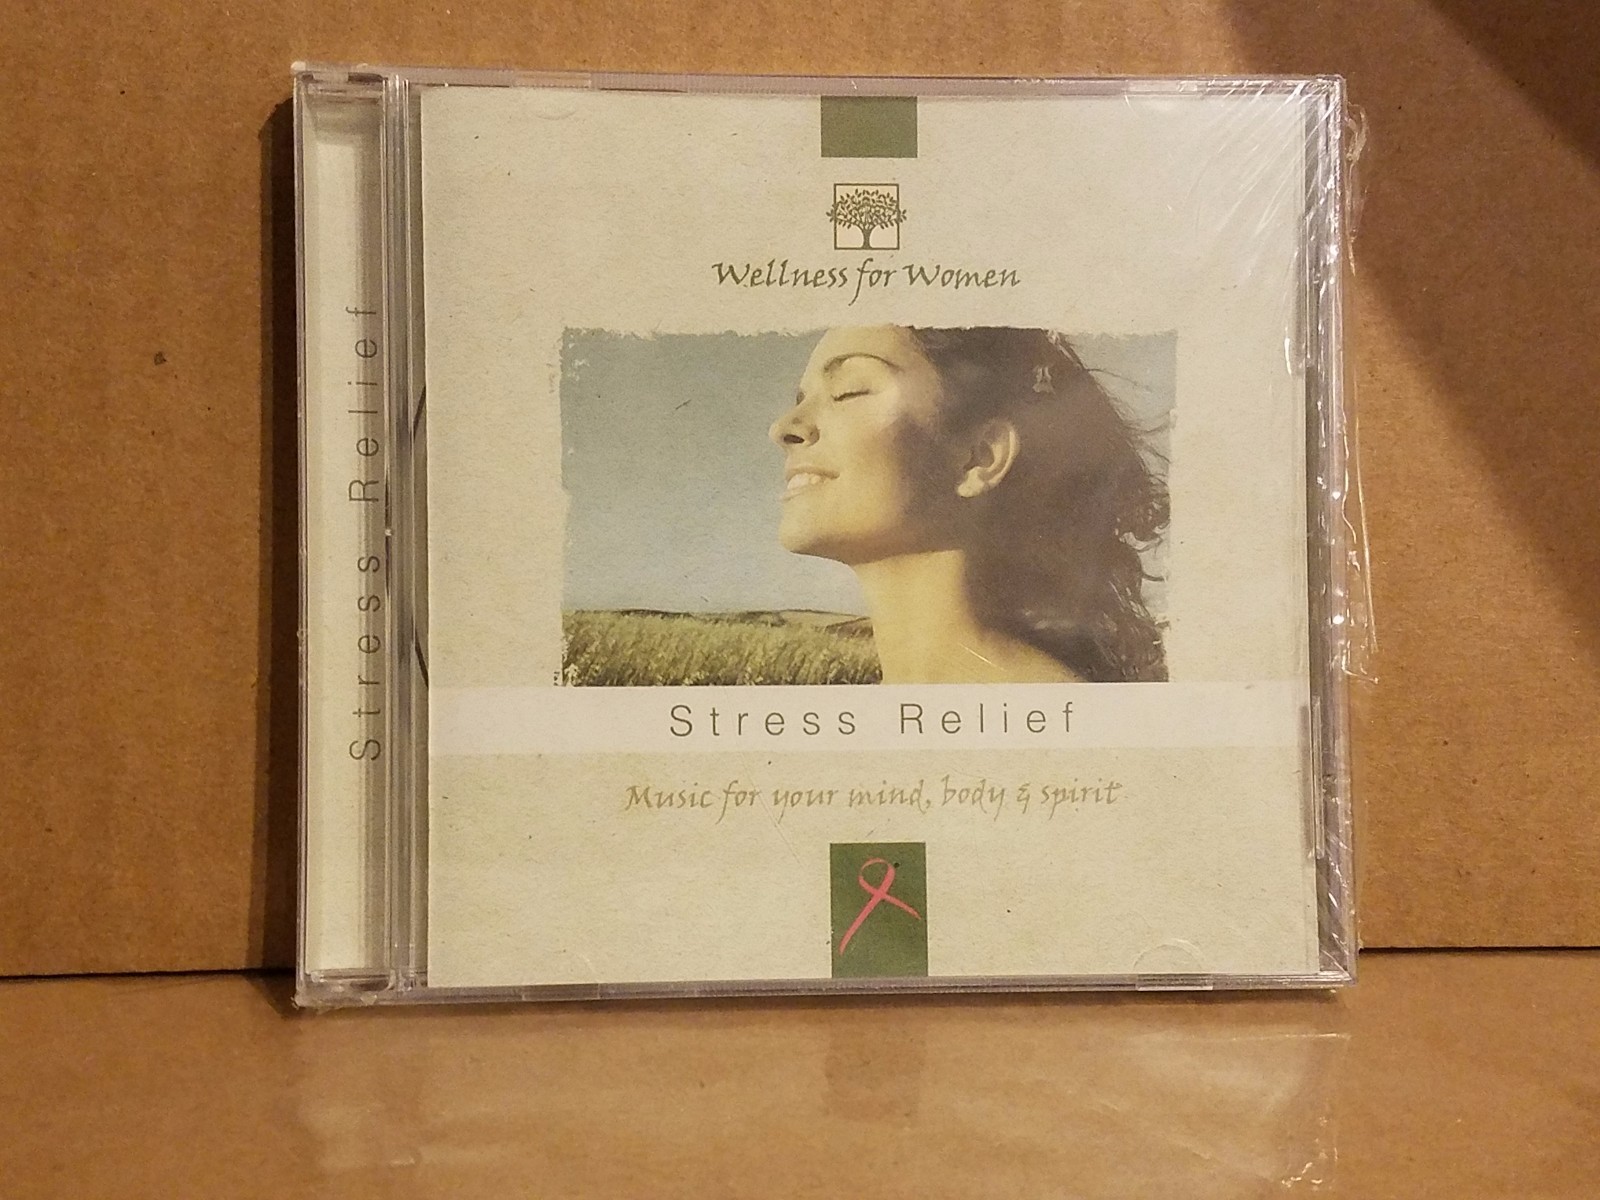 Stress Relief
Wellness for Women
Stress Relief
Music for your mind, body & spirit